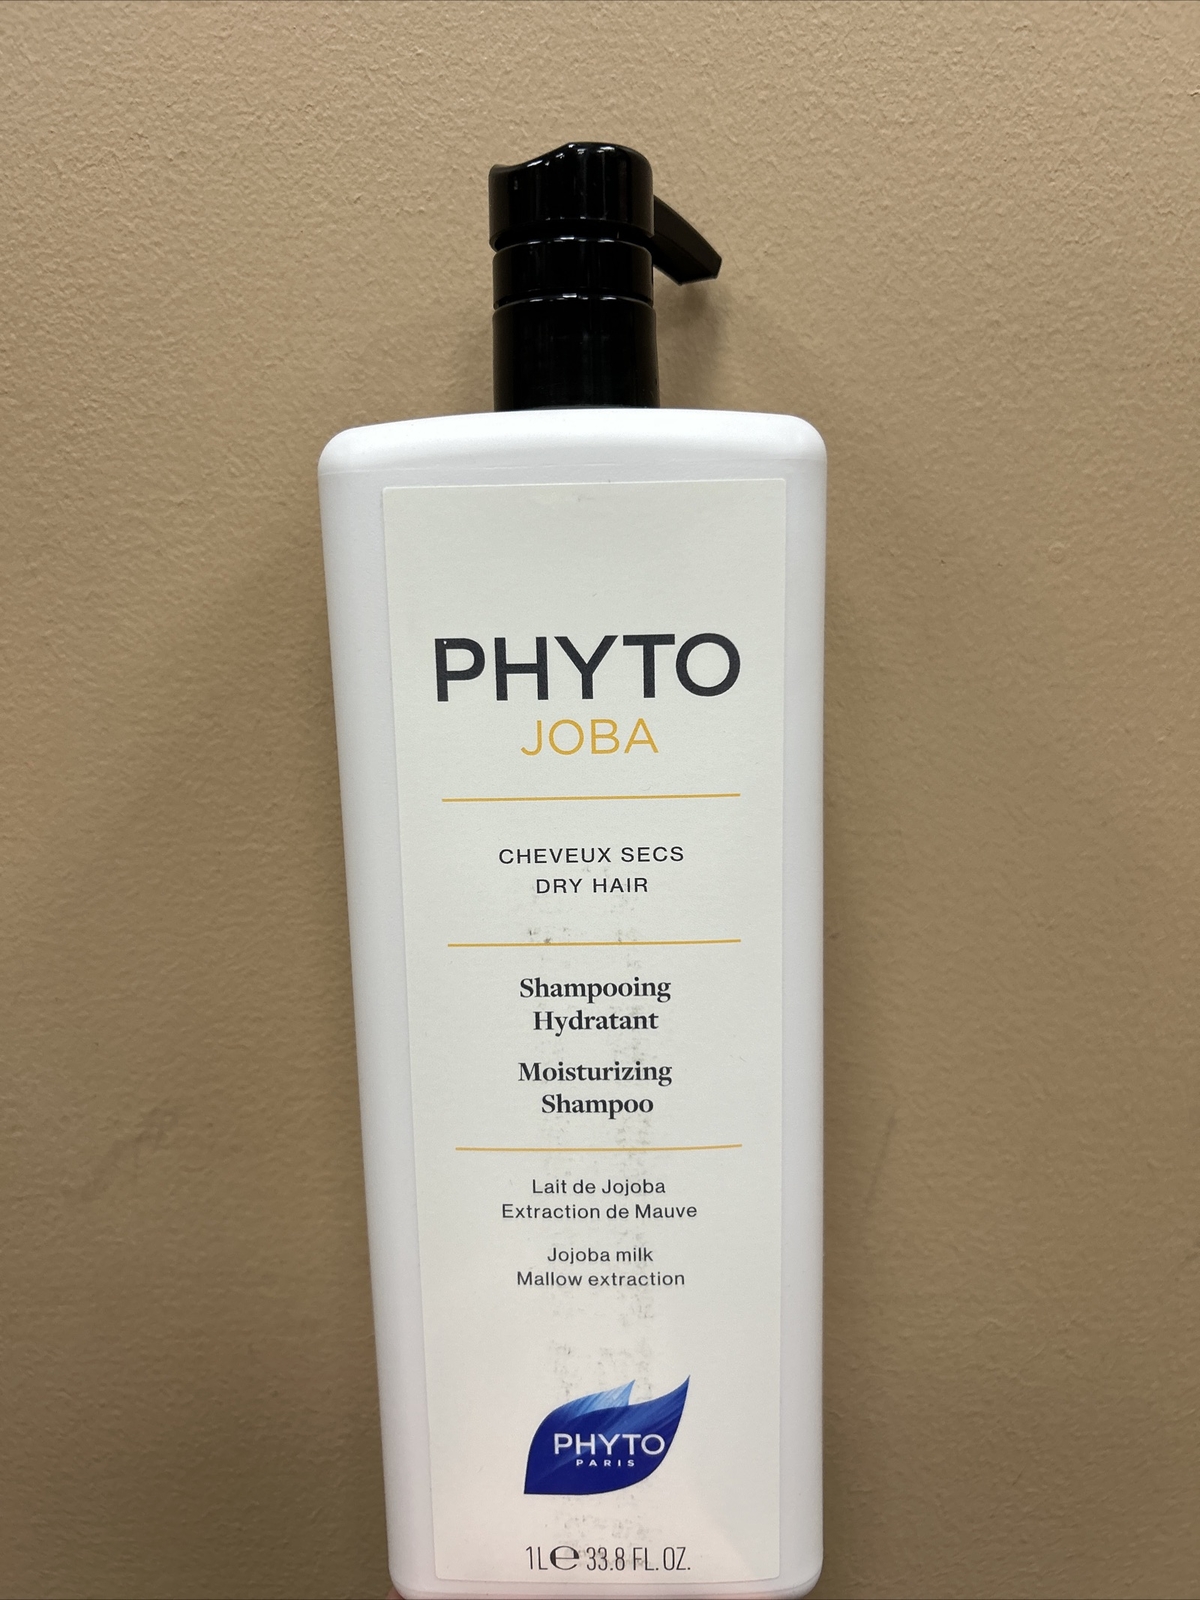 PHYTO
JOBA
CHEVEUX SECS
DRY HAIR
Shampooing
Hydratant
Moisturizing
Shampoo
Lait de Jojoba
Extraction de Mauve
Jojoba milk
Mallow extraction
PHYTO
PARIS
1L℮ 33.8 FL. OZ.